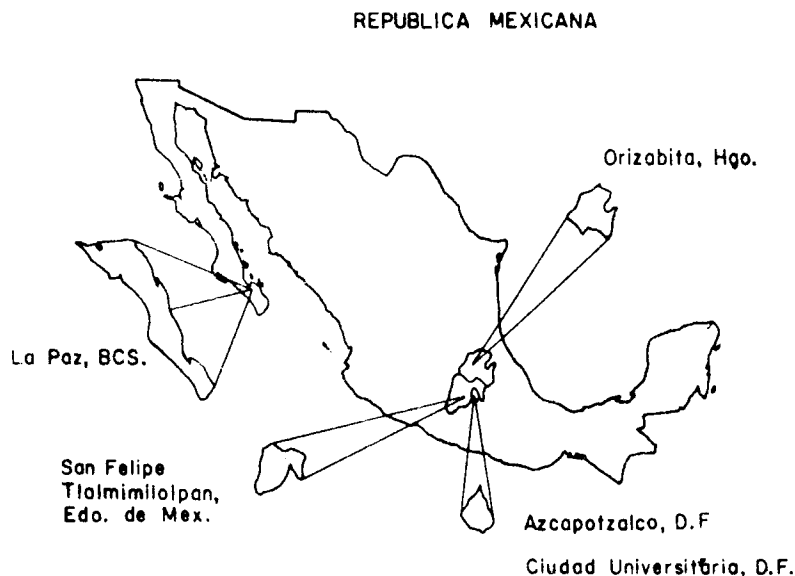 REPUBLICA MEXICANA
Orizabita, Hgo.
La Paz, BCS.
San Felipe
Tlalmimilolpan,
Edo. de Mex.
Azcapotzalco, D.F
Ciudad Universitaria, D.F.